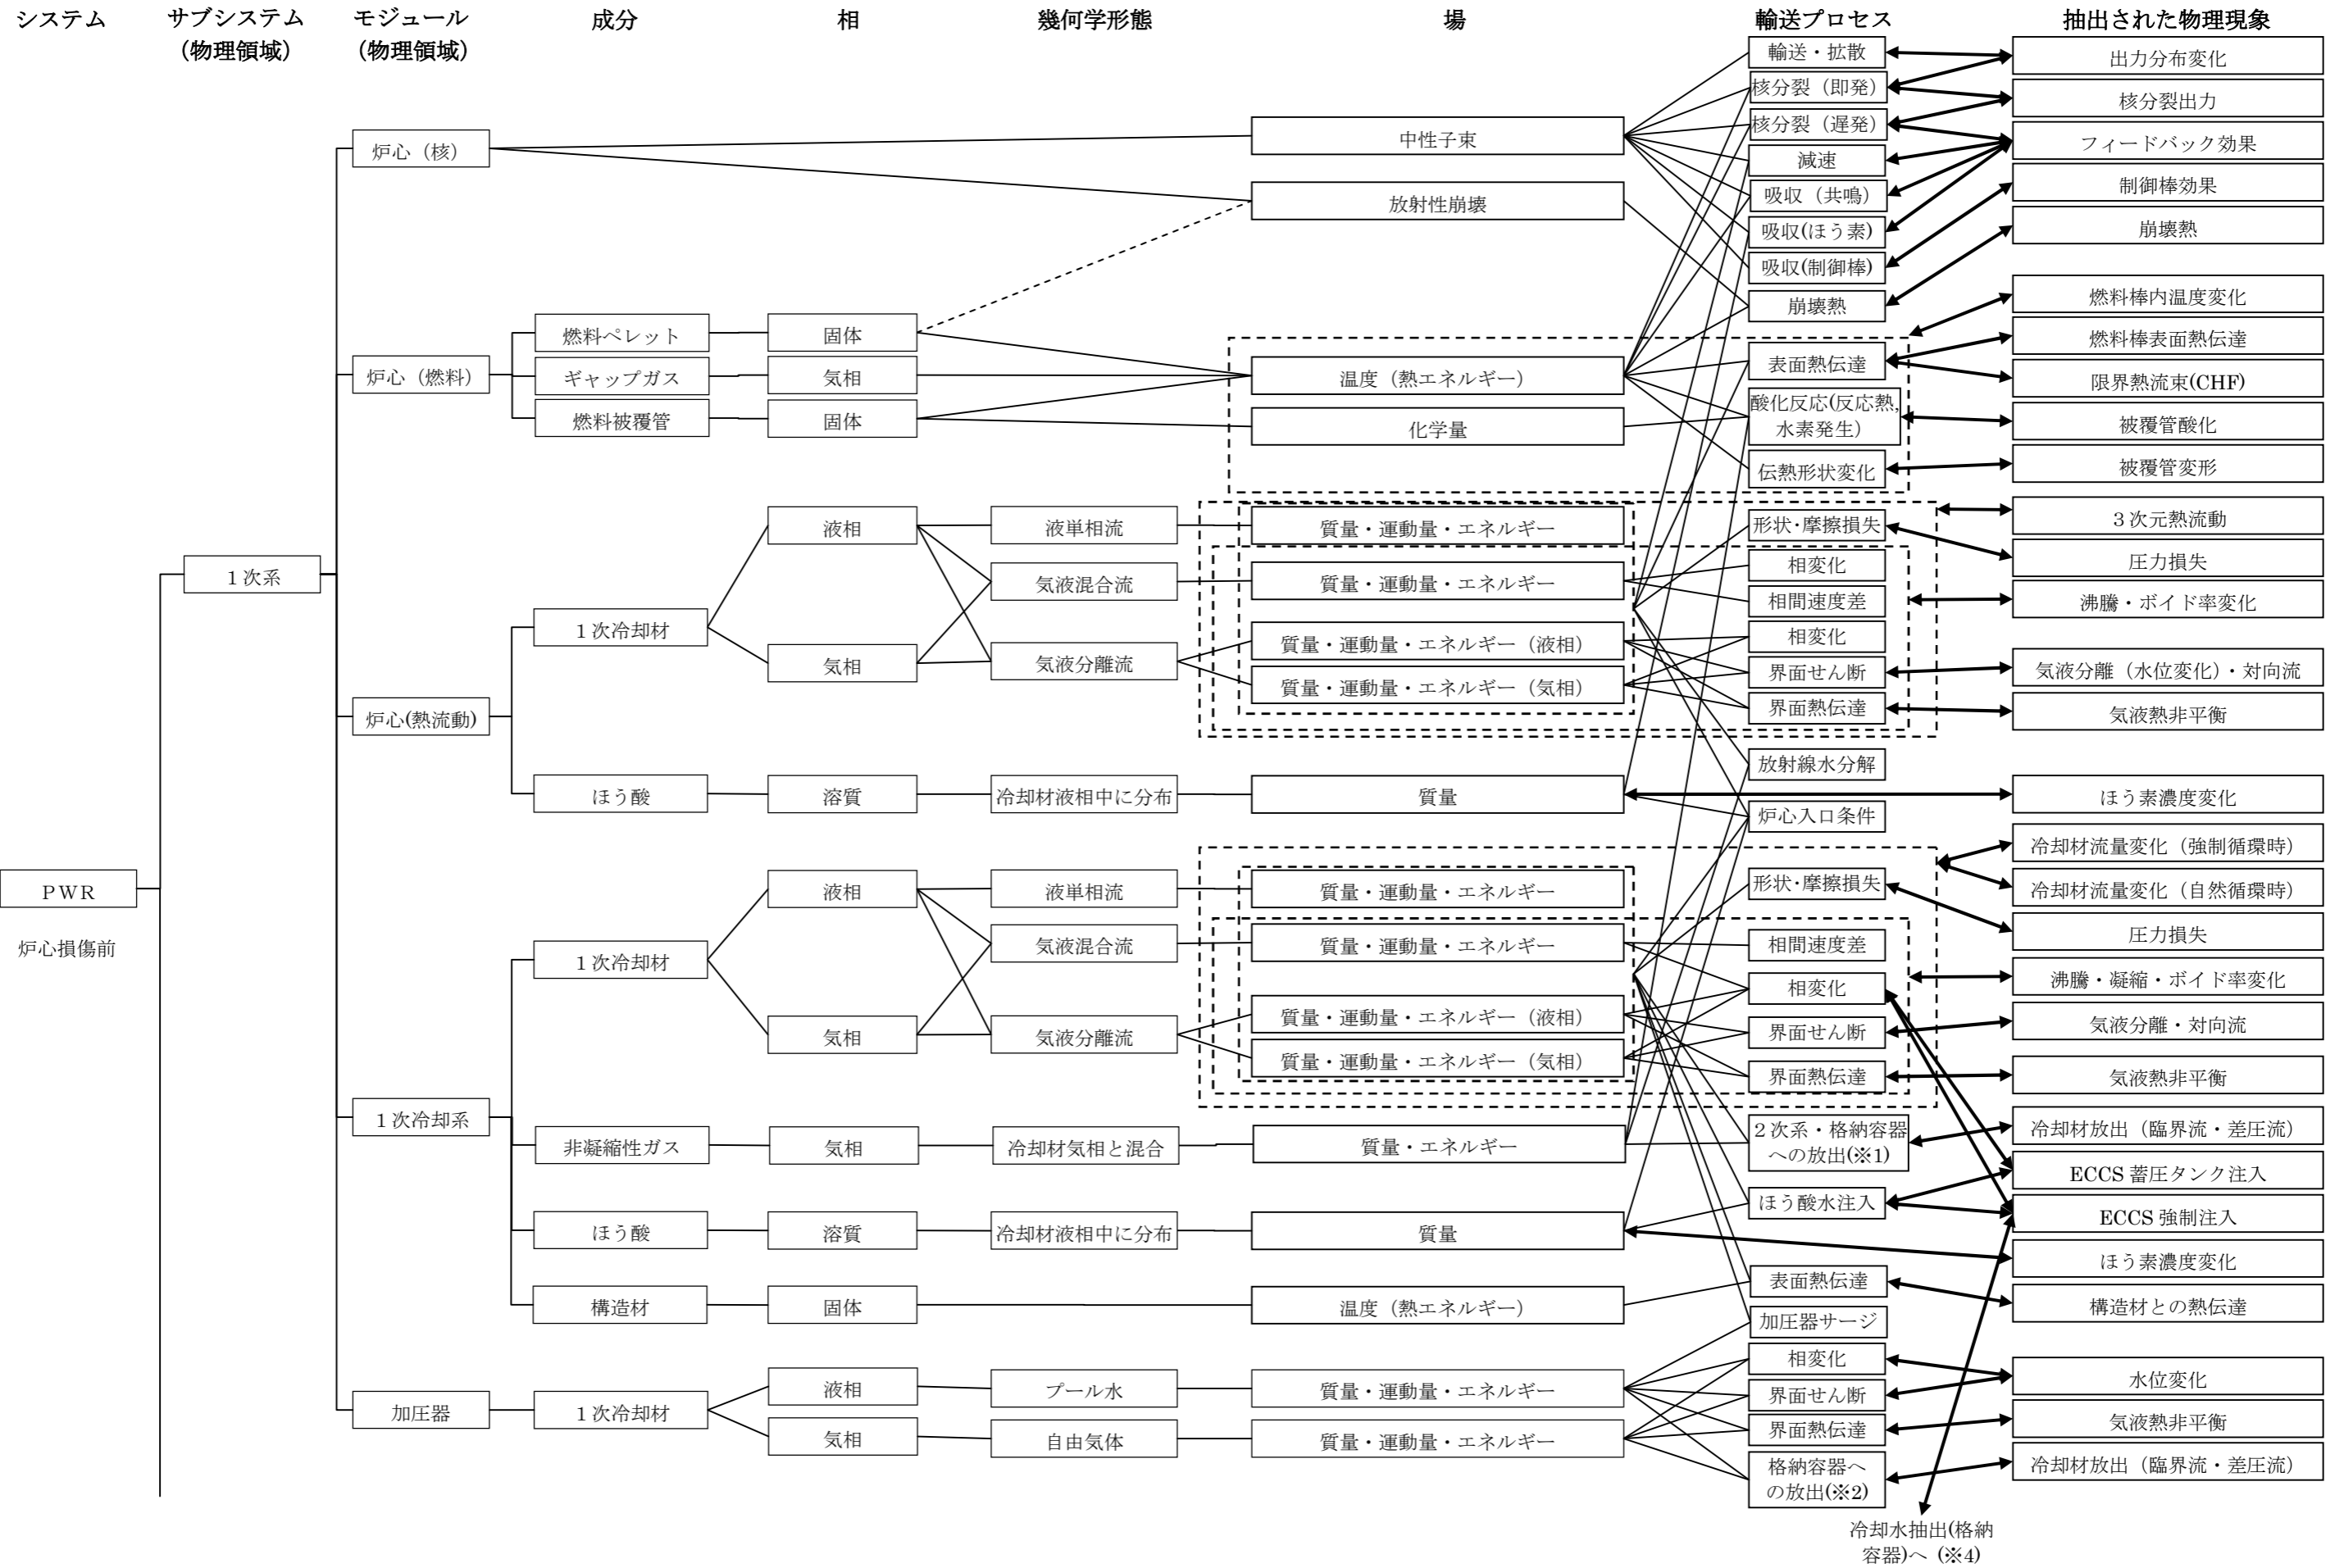 システム
サブシステム
（物理領域）
モジュール
（物理領域）
成分
相
幾何学形態
場
輸送プロセス
抽出された物理現象
ＰＷＲ
炉心損傷前
１次系
炉心（核）
炉心（燃料）
炉心(熱流動)
１次冷却系
加圧器
燃料ペレット
ギャップガス
燃料被覆管
１次冷却材
ほう酸
１次冷却材
非凝縮性ガス
ほう酸
構造材
１次冷却材
固体
気相
固体
液相
気相
溶質
液相
気相
気相
溶質
固体
液相
気相
液単相流
気液混合流
気液分離流
冷却材液相中に分布
液単相流
気液混合流
気液分離流
冷却材気相と混合
冷却材液相中に分布
プール水
自由気体
中性子束
放射性崩壊
温度（熱エネルギー）
化学量
質量・運動量・エネルギー
質量・運動量・エネルギー
質量・運動量・エネルギー（液相）
質量・運動量・エネルギー（気相）
質量
質量・運動量・エネルギー
質量・運動量・エネルギー
質量・運動量・エネルギー（液相）
質量・運動量・エネルギー（気相）
質量・エネルギー
質量
温度（熱エネルギー）
質量・運動量・エネルギー
質量・運動量・エネルギー
輸送・拡散
核分裂（即発）
核分裂（遅発）
減速
吸収（共鳴）
吸収(ほう素)
吸収(制御棒)
崩壊熱
表面熱伝達
酸化反応(反応熱,
水素発生）
伝熱形状変化
形状･摩擦損失
相変化
相間速度差
相変化
界面せん断
界面熱伝達
放射線水分解
炉心入口条件
形状･摩擦損失
相間速度差
相変化
界面せん断
界面熱伝達
２次系・格納容器
への放出(※1)
ほう酸水注入
表面熱伝達
加圧器サージ
相変化
界面せん断
界面熱伝達
格納容器へ
の放出(※2)
冷却水抽出(格納
容器)へ (※4)
出力分布変化
核分裂出力
フィードバック効果
制御棒効果
崩壊熱
燃料棒内温度変化
燃料棒表面熱伝達
限界熱流束(CHF)
被覆管酸化
被覆管変形
３次元熱流動
圧力損失
沸騰・ボイド率変化
気液分離（水位変化）・対向流
気液熱非平衡
ほう素濃度変化
冷却材流量変化（強制循環時）
冷却材流量変化（自然循環時）
圧力損失
沸騰・凝縮・ボイド率変化
気液分離・対向流
気液熱非平衡
冷却材放出（臨界流・差圧流）
ECCS 蓄圧タンク注入
ECCS 強制注入
ほう素濃度変化
構造材との熱伝達
水位変化
気液熱非平衡
冷却材放出（臨界流・差圧流）